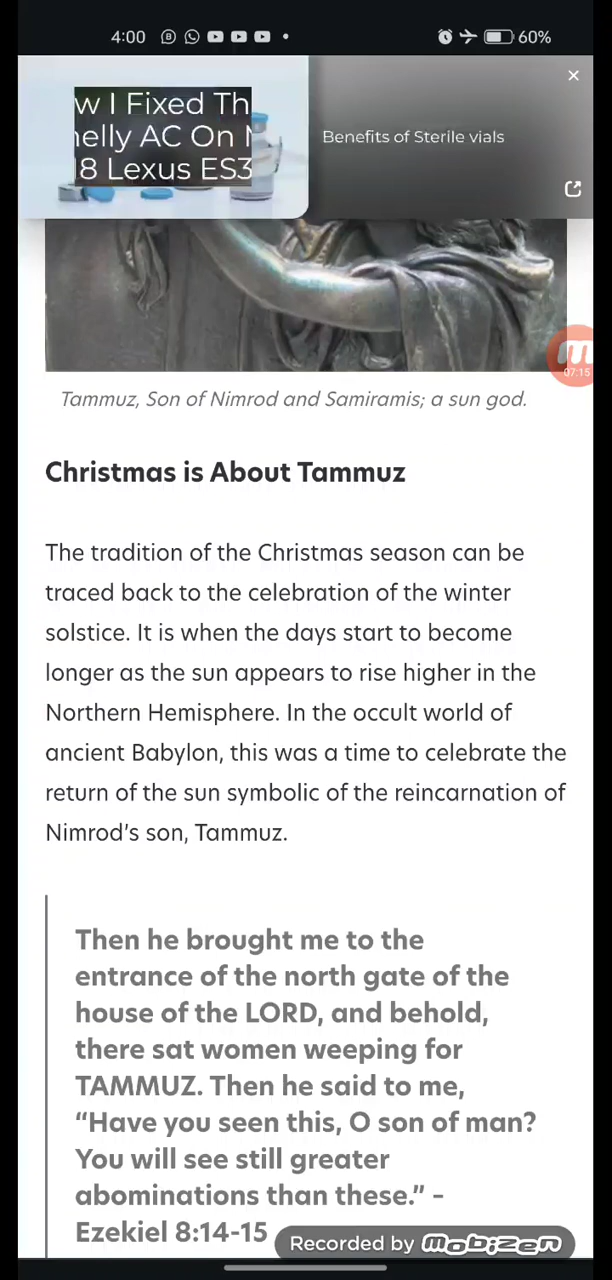 4:00
60%
w I Fixed Th
nelly AC On
8 Lexus ES3
Benefits of Sterile vials
07:15
Tammuz, Son of Nimrod and Samiramis; a sun god.
Christmas is About Tammuz
The tradition of the Christmas season can be
traced back to the celebration of the winter
solstice. It is when the days start to become
longer as the sun appears to rise higher in the
Northern Hemisphere. In the occult world of
ancient Babylon, this was a time to celebrate the
return of the sun symbolic of the reincarnation of
Nimrod's son, Tammuz.
Then he brought me to the
entrance of the north gate of the
house of the LORD, and behold,
there sat women weeping for
TAMMUZ. Then he said to me,
“Have you seen this, O son of man?
You will see still greater
abominations than these.” –
Ezekiel 8:14-15
Recorded by mobizen